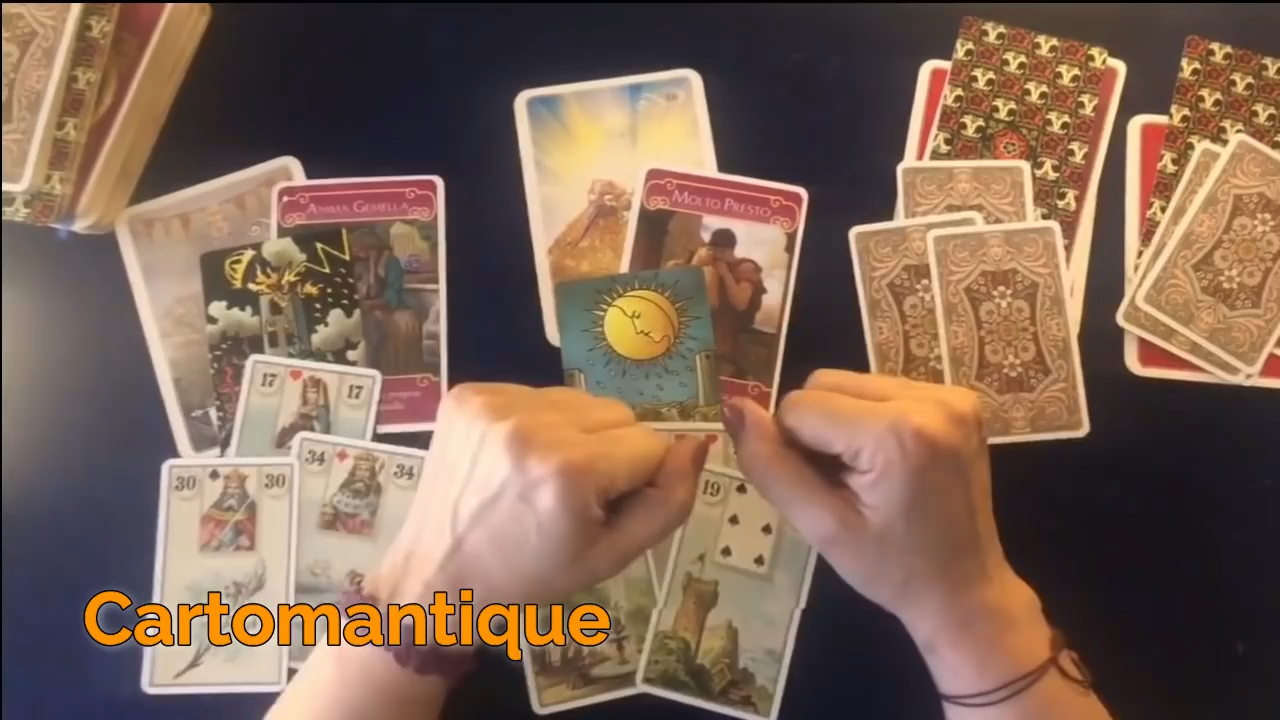 ANIMA GEMELLA
MOLTO PRESTO
17 17
30 30
34 34
19
Cartomantique